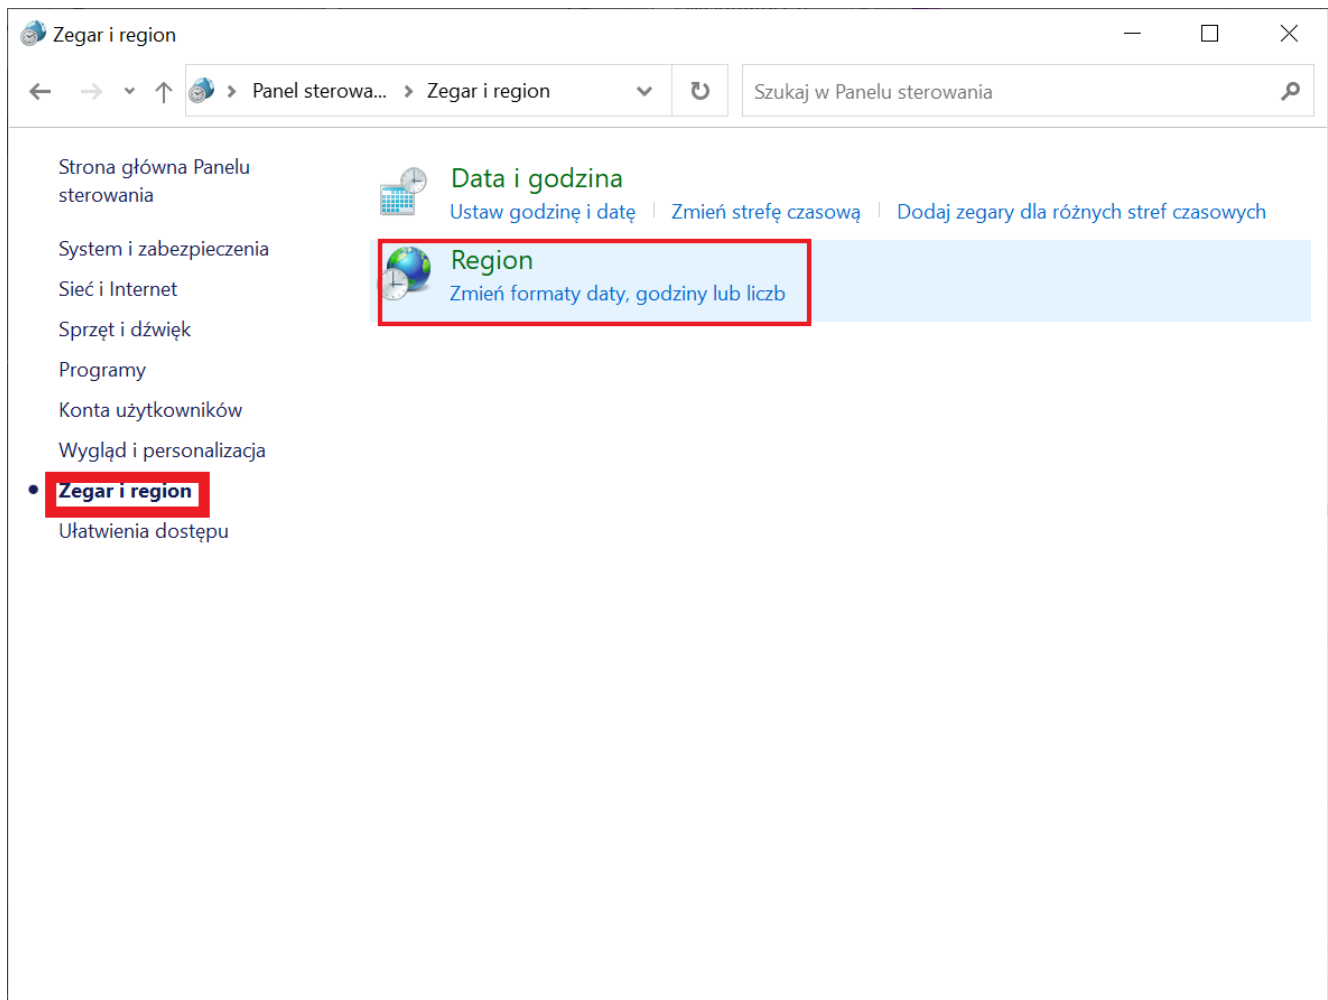 Zegar i region
Panel sterowa... Zegar i region
Szukaj w Panelu sterowania
Strona główna Panelu
sterowania
System i zabezpieczenia
Sieć i Internet
Sprzęt i dźwięk
Programy
Konta użytkowników
Wygląd i personalizacja
Zegar i region
Ułatwienia dostępu
Data i godzina
Ustaw godzinę i datę Zmień strefę czasową Dodaj zegary dla różnych stref czasowych
Region
Zmień formaty daty, godziny lub liczb